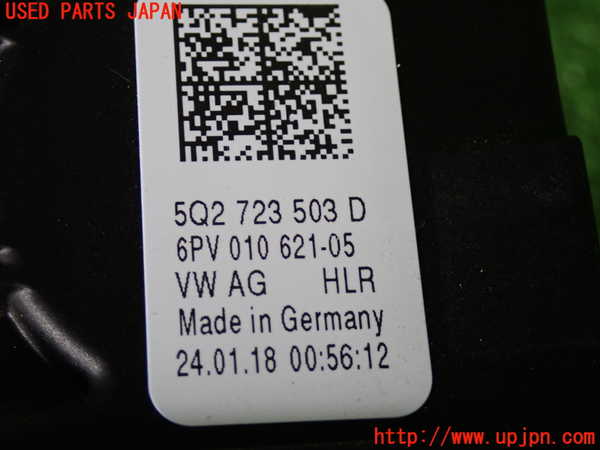 USED PARTS JAPAN
5Q2 723 503 D
6PV 010 621-05
VW AG HLR
Made in Germany
24.01.18 00:56:12
http://www.upjpn.com/